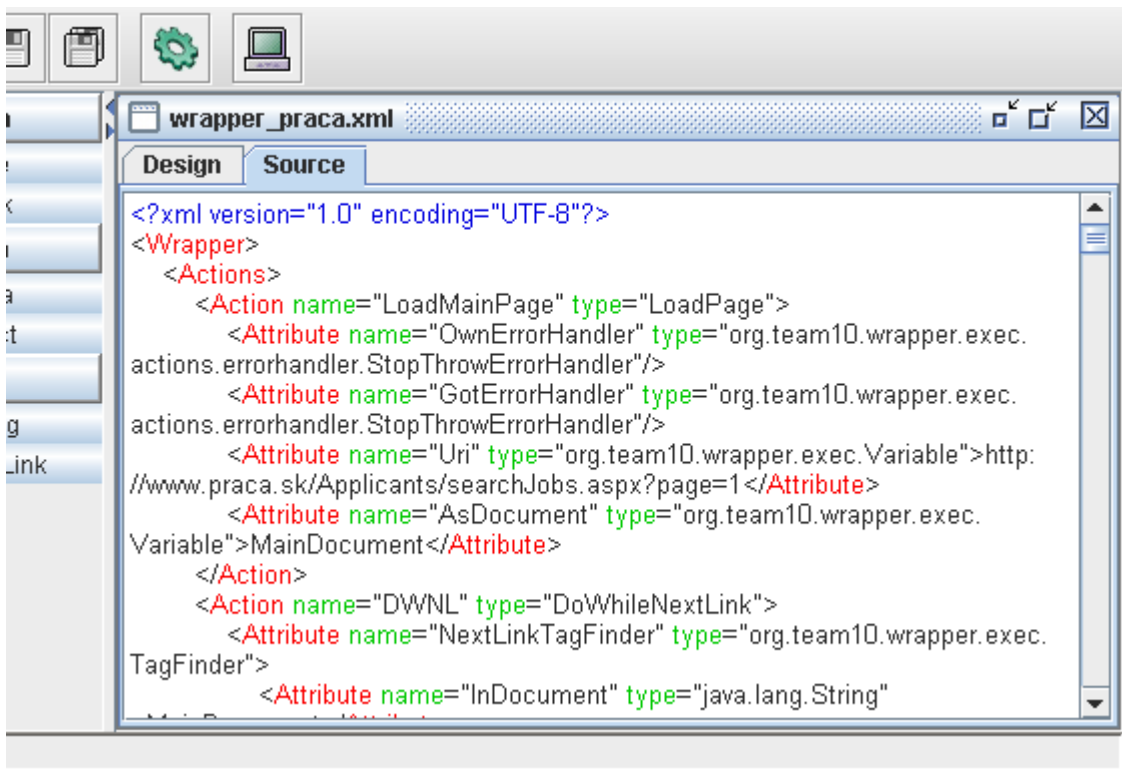 wrapper_praca.xml
Design Source
<?xml version="1.0" encoding="UTF-8"?>
<Wrapper>
<Actions>
<Action name="LoadMainPage" type="LoadPage">
<Attribute name="OwnErrorHandler" type="org.team10.wrapper.exec.
actions.errorhandler.StopThrowErrorHandler"/>
<Attribute name="GotErrorHandler" type="org.team10.wrapper.exec.
actions.errorhandler.StopThrowErrorHandler"/>
<Attribute name="Uri" type="org.team10.wrapper.exec.Variable">http:
//www.praca.sk/Applicants/searchJobs.aspx?page=1</Attribute>
<Attribute name="AsDocument" type="org.team10.wrapper.exec.
Variable">MainDocument</Attribute>
</Action>
<Action name="DWNL" type="DoWhileNextLink">
<Attribute name="NextLinkTagFinder" type="org.team10.wrapper.exec.
TagFinder">
<Attribute name="InDocument" type="java.lang.String"
Link